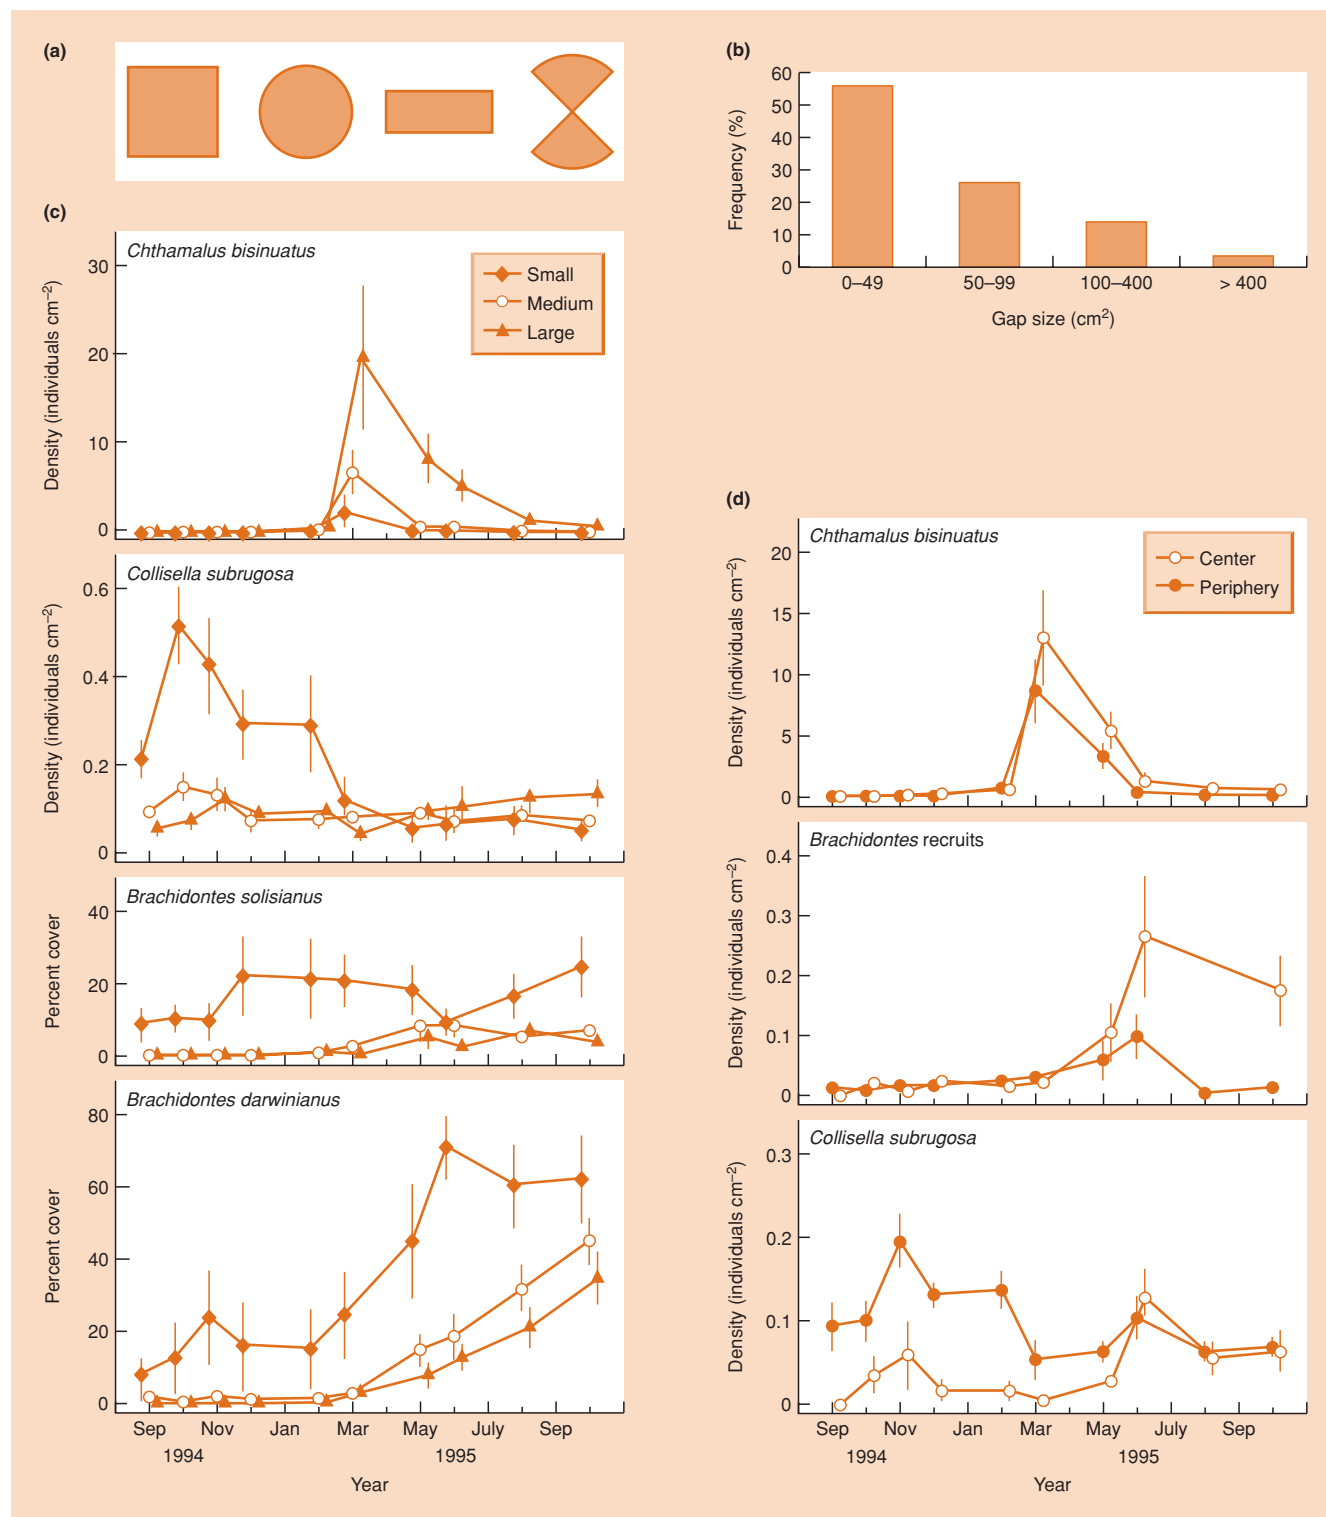 (a)
(b)
60
50
40
30
20
10
0
Frequency (%)
0–49
50–99
100–400
> 400
Gap size (cm²)
(c)
Chthamalus bisinuatus
30
20
10
0
Density (individuals cm⁻²)
Small
Medium
Large
Collisella subrugosa
0.6
0.4
0.2
0
Density (individuals cm⁻²)
Brachidontes solisianus
40
20
0
Percent cover
Brachidontes darwinianus
80
60
40
20
0
Percent cover
Sep
Nov
Jan
Mar
May
July
Sep
1994
1995
Year
(d)
Chthamalus bisinuatus
20
15
10
5
0
Density (individuals cm⁻²)
Center
Periphery
Brachidontes recruits
0.4
0.3
0.2
0.1
0
Density (individuals cm⁻²)
Collisella subrugosa
0.3
0.2
0.1
0
Density (individuals cm⁻²)
Sep
Nov
Jan
Mar
May
July
Sep
1994
1995
Year